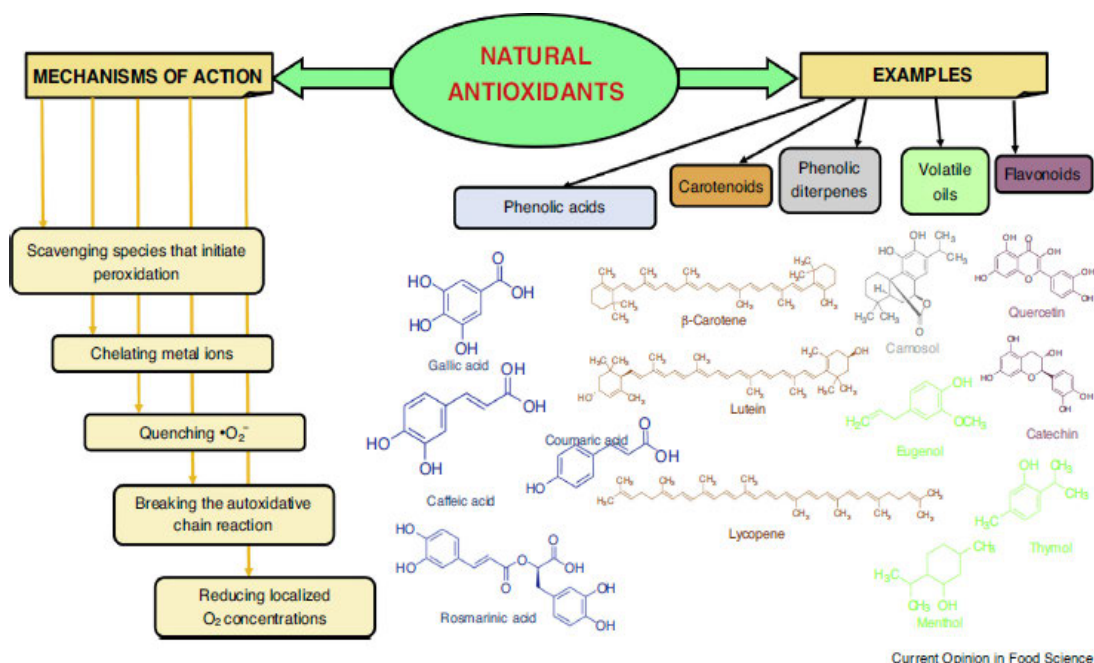 NATURAL
ANTIOXIDANTS
MECHANISMS OF ACTION
Scavenging species that initiate
peroxidation
Chelating metal ions
Quenching •O₂⁻
Breaking the autoxidative
chain reaction
Reducing localized
O₂ concentrations
EXAMPLES
Phenolic acids
Carotenoids
Phenolic
diterpenes
Volatile
oils
Flavonoids
Gallic acid
Caffeic acid
Coumaric acid
Rosmarinic acid
β-Carotene
Lutein
Lycopene
Carnosol
Eugenol
Thymol
Menthol
Quercetin
Catechin
Current Opinion in Food Science